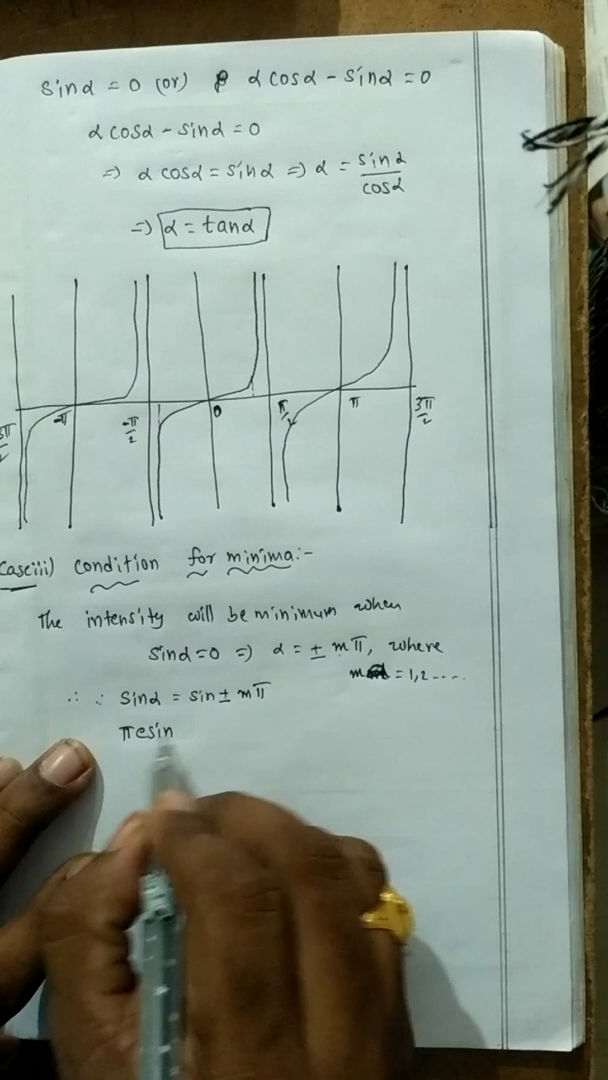 sinα = 0 (or) α cosα - sinα = 0
α cosα - sinα = 0
=> α cosα = sinα => α = sinα / cosα
=> α = tanα
-π -π/2 0 π/2 π 3π/2
Case iii) condition for minima:-
The intensity will be minimum when
sinα = 0 => α = ± mπ, where
m = 1,2 ....
∴ ∴ sinα = sin ± mπ
πesin